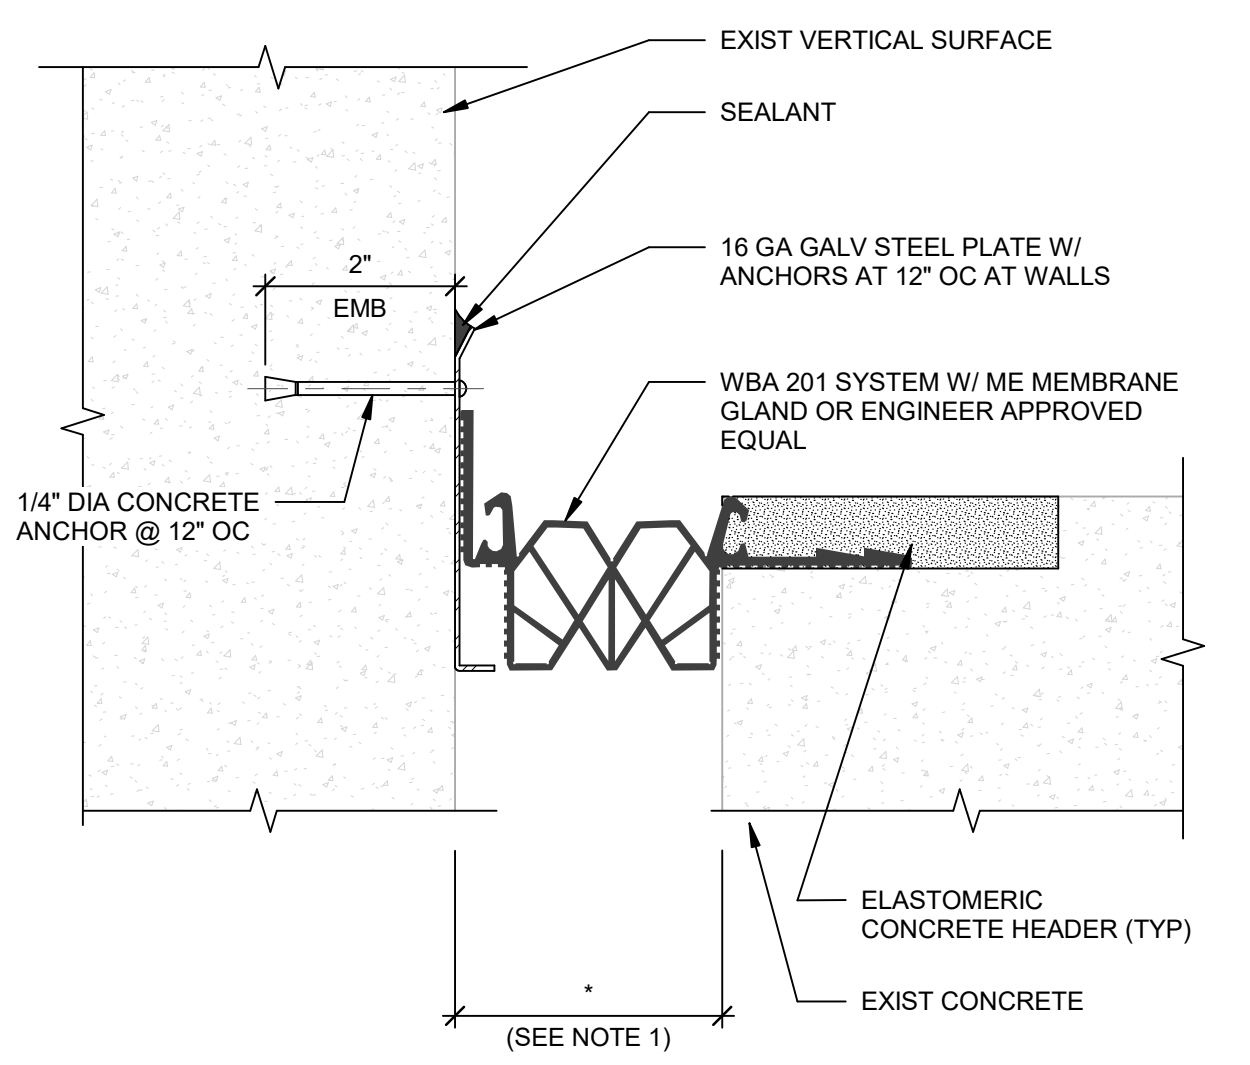 EXIST VERTICAL SURFACE
SEALANT
16 GA GALV STEEL PLATE W/
ANCHORS AT 12" OC AT WALLS
2"
EMB
WBA 201 SYSTEM W/ ME MEMBRANE
GLAND OR ENGINEER APPROVED
EQUAL
1/4" DIA CONCRETE
ANCHOR @ 12" OC
ELASTOMERIC
CONCRETE HEADER (TYP)
*
(SEE NOTE 1)
EXIST CONCRETE